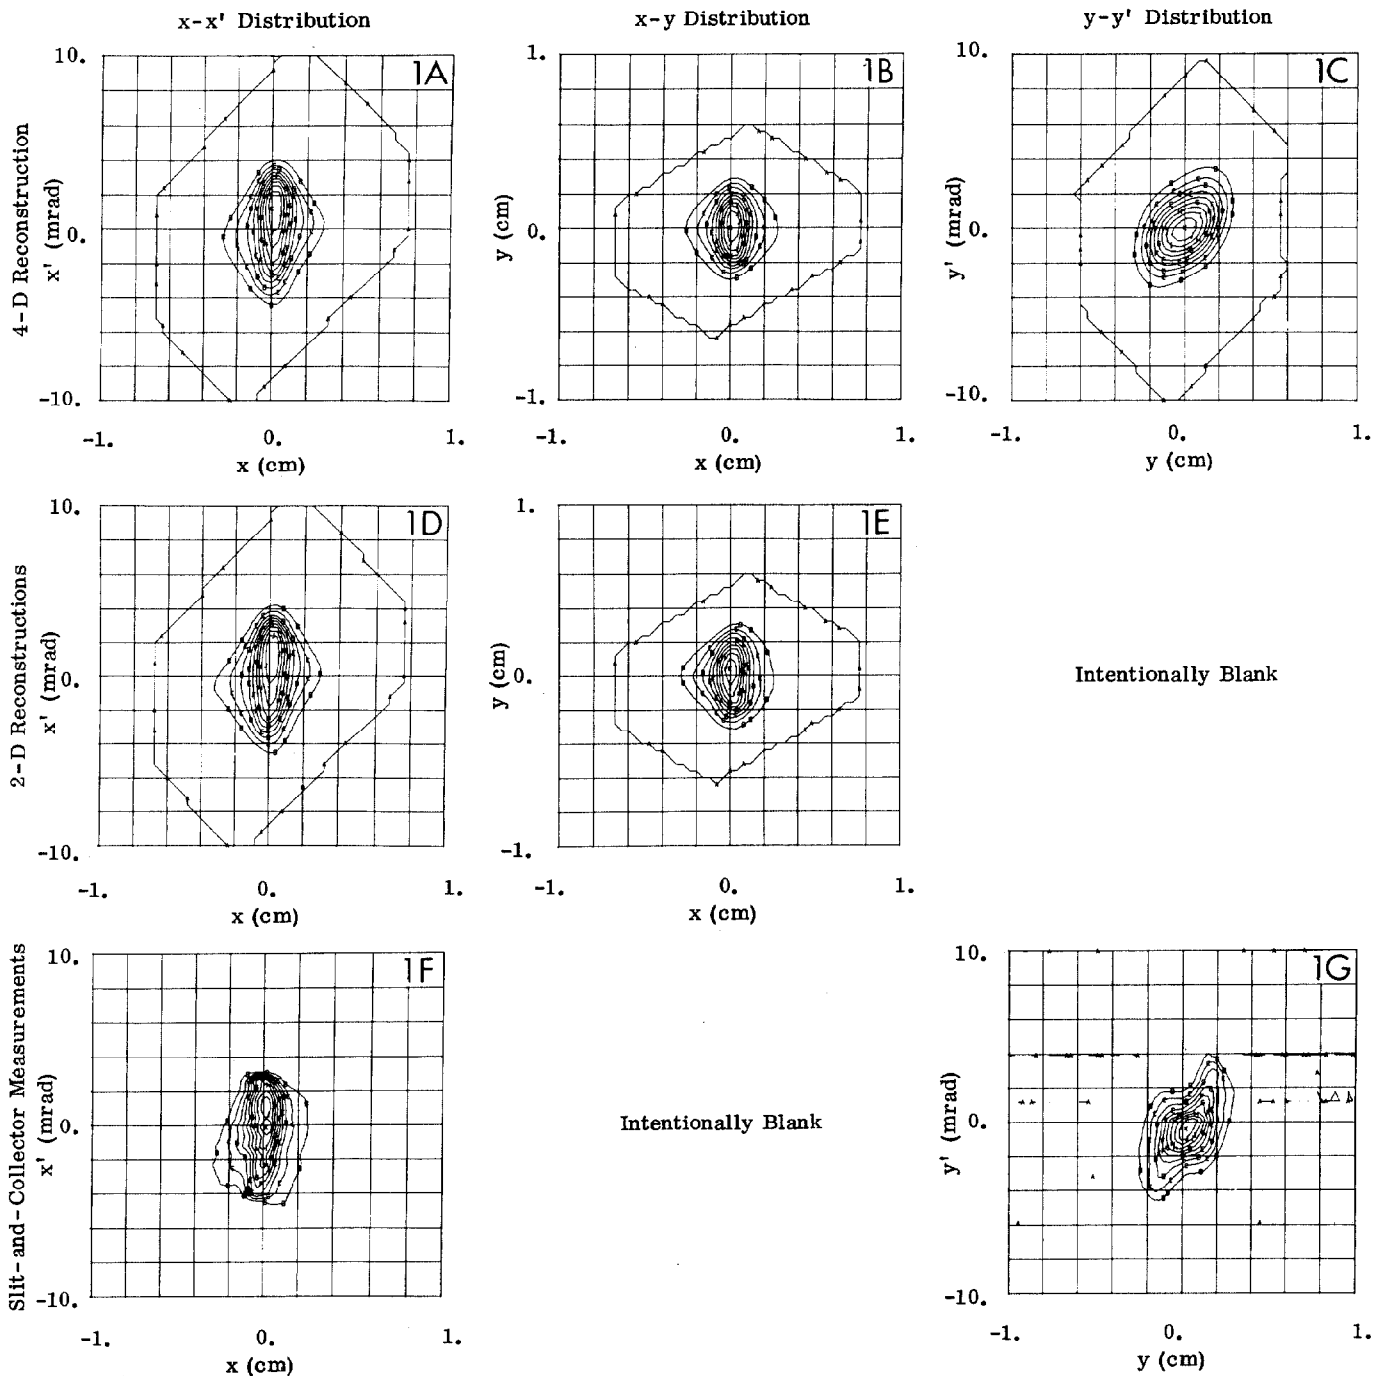 x-x' Distribution
x-y Distribution
y-y' Distribution
4-D Reconstruction
10.
1A
x' (mrad)
0.
-10.
-1.
0.
1.
x (cm)
1.
1B
y (cm)
0.
-1.
-1.
0.
1.
x (cm)
10.
1C
y' (mrad)
0.
-10.
-1.
0.
1.
y (cm)
2-D Reconstructions
10.
1D
x' (mrad)
0.
-10.
-1.
0.
1.
x (cm)
1.
1E
y (cm)
0.
-1.
-1.
0.
1.
x (cm)
Intentionally Blank
Slit-and-Collector Measurements
10.
1F
x' (mrad)
0.
-10.
-1.
0.
1.
x (cm)
Intentionally Blank
10.
1G
y' (mrad)
0.
-10.
-1.
0.
1.
y (cm)